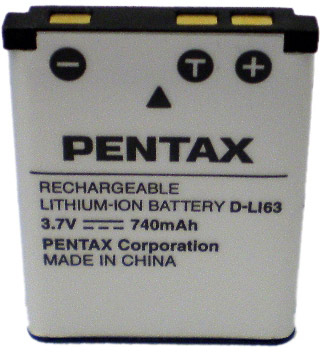 − T +
PENTAX
RECHARGEABLE
LITHIUM-ION BATTERY D-LI63
3.7V ⎓ 740mAh
PENTAX Corporation
MADE IN CHINA